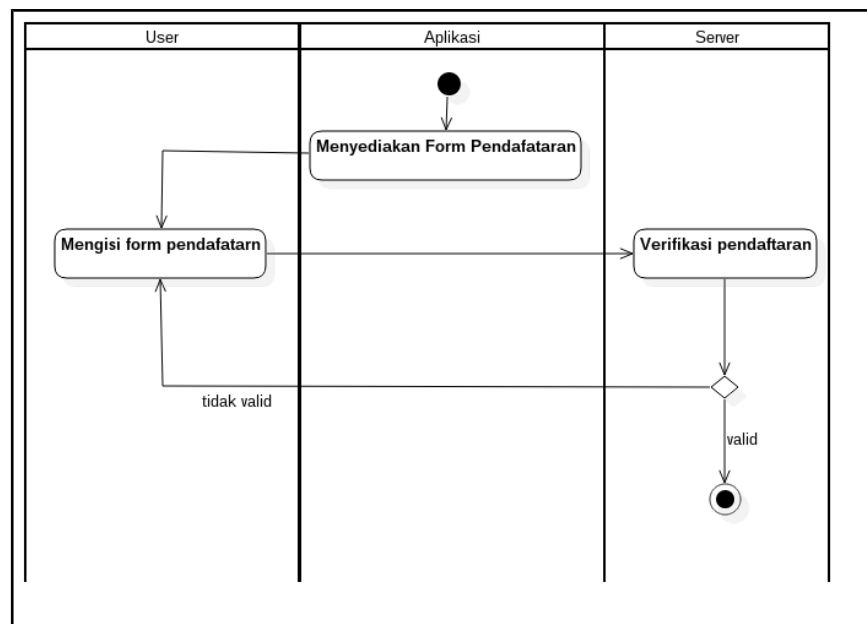 User
Aplikasi
Server
Menyediakan Form Pendafataran
Mengisi form pendafatarn
Verifikasi pendaftaran
tidak valid
valid